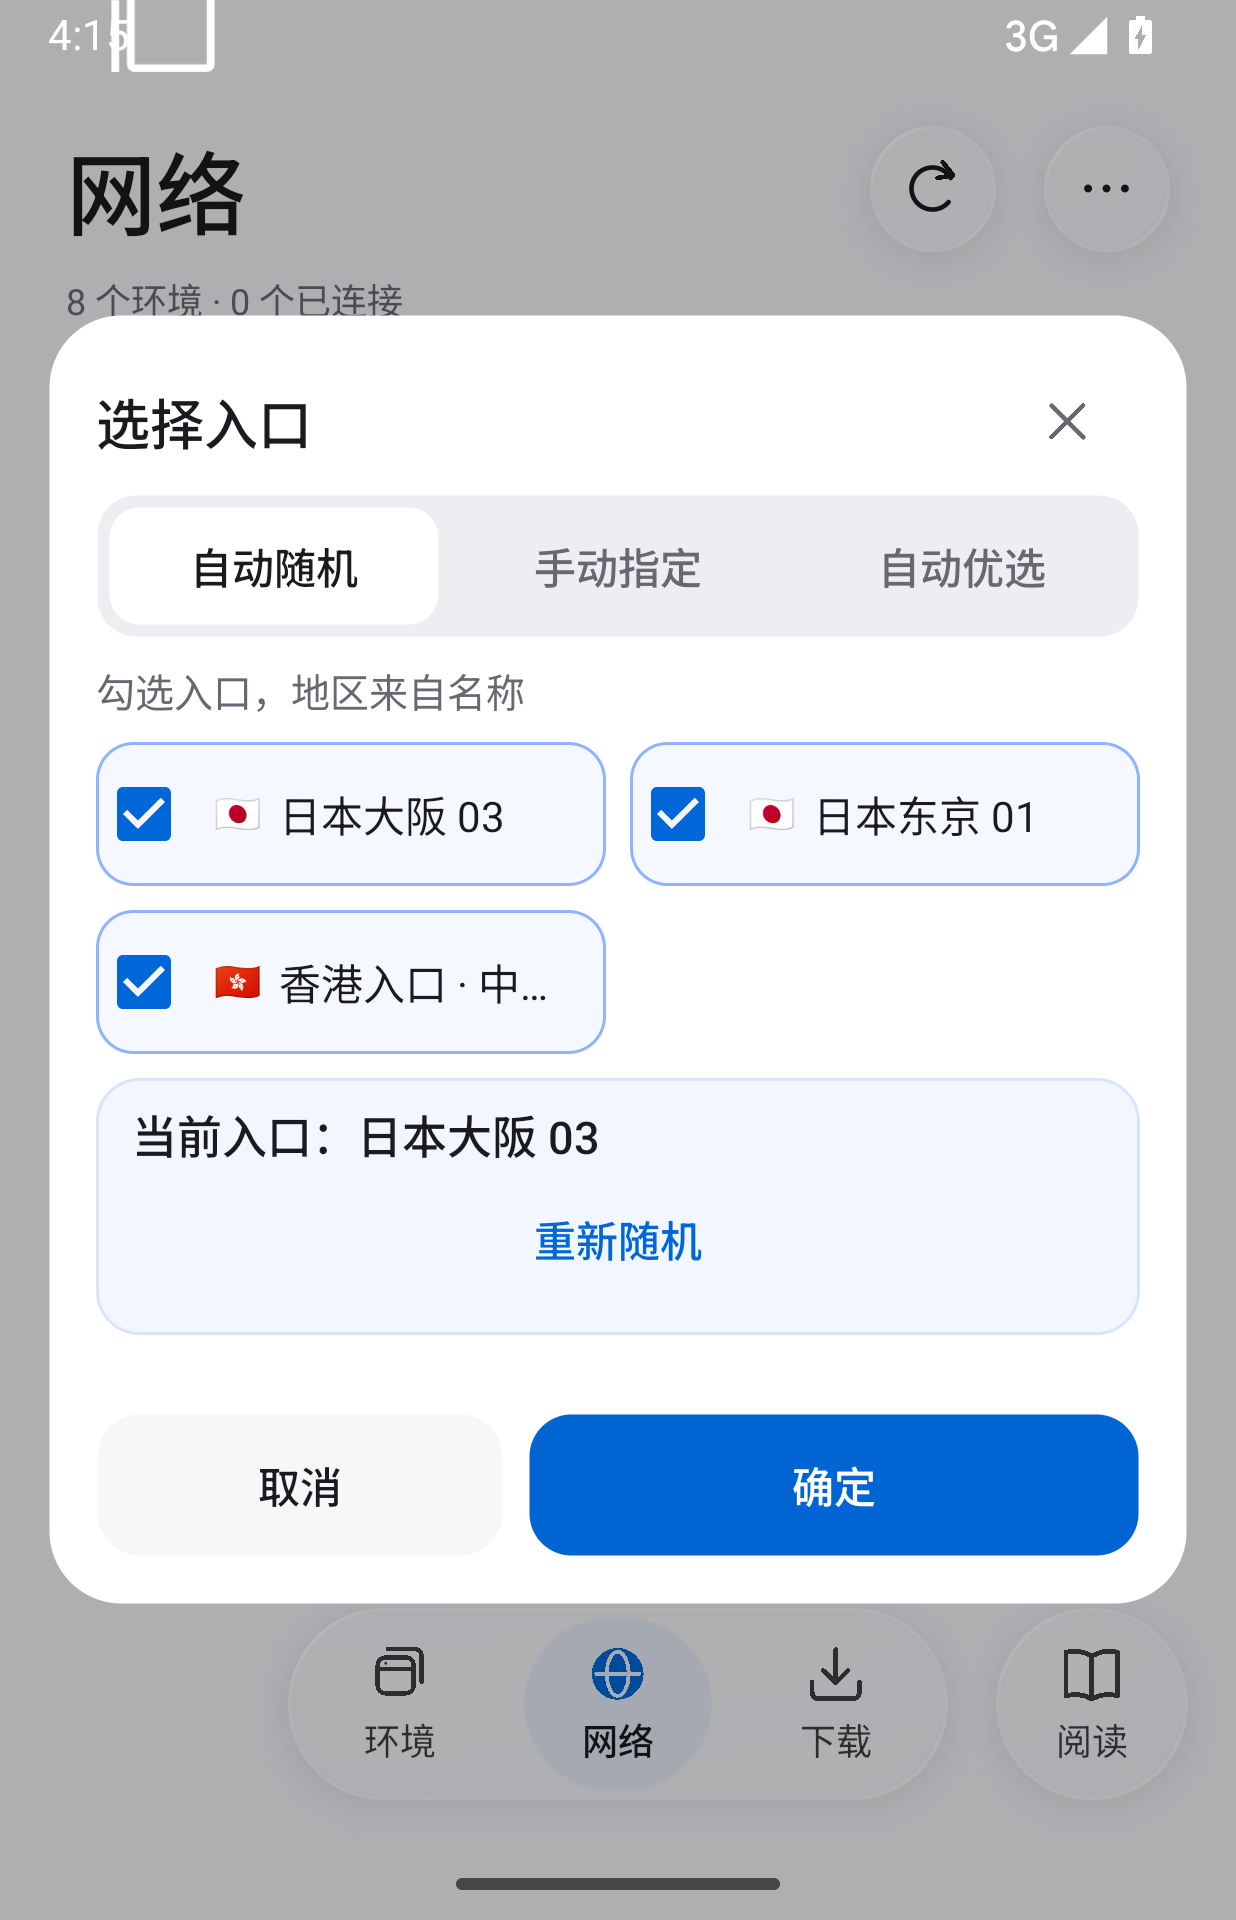 4:15
3G
网络
8 个环境 · 0 个已连接
选择入口
自动随机
手动指定
自动优选
勾选入口，地区来自名称
日本大阪 03
日本东京 01
香港入口 · 中…
当前入口：日本大阪 03
重新随机
取消
确定
环境
网络
下载
阅读